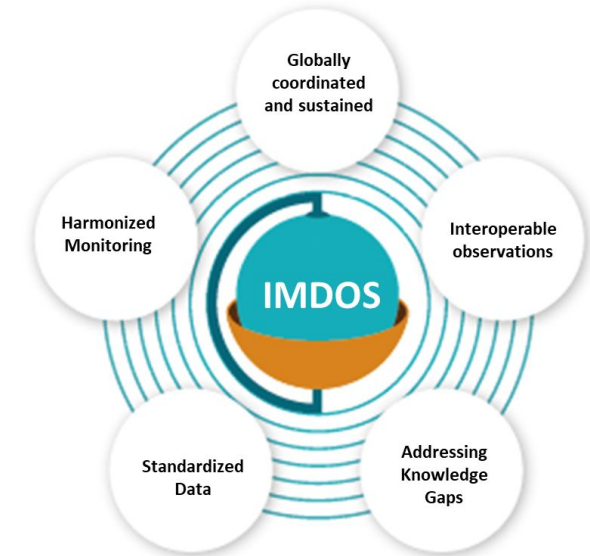 Globally
coordinated
and sustained
Harmonized
Monitoring
Interoperable
observations
IMDOS
Standardized
Data
Addressing
Knowledge
Gaps